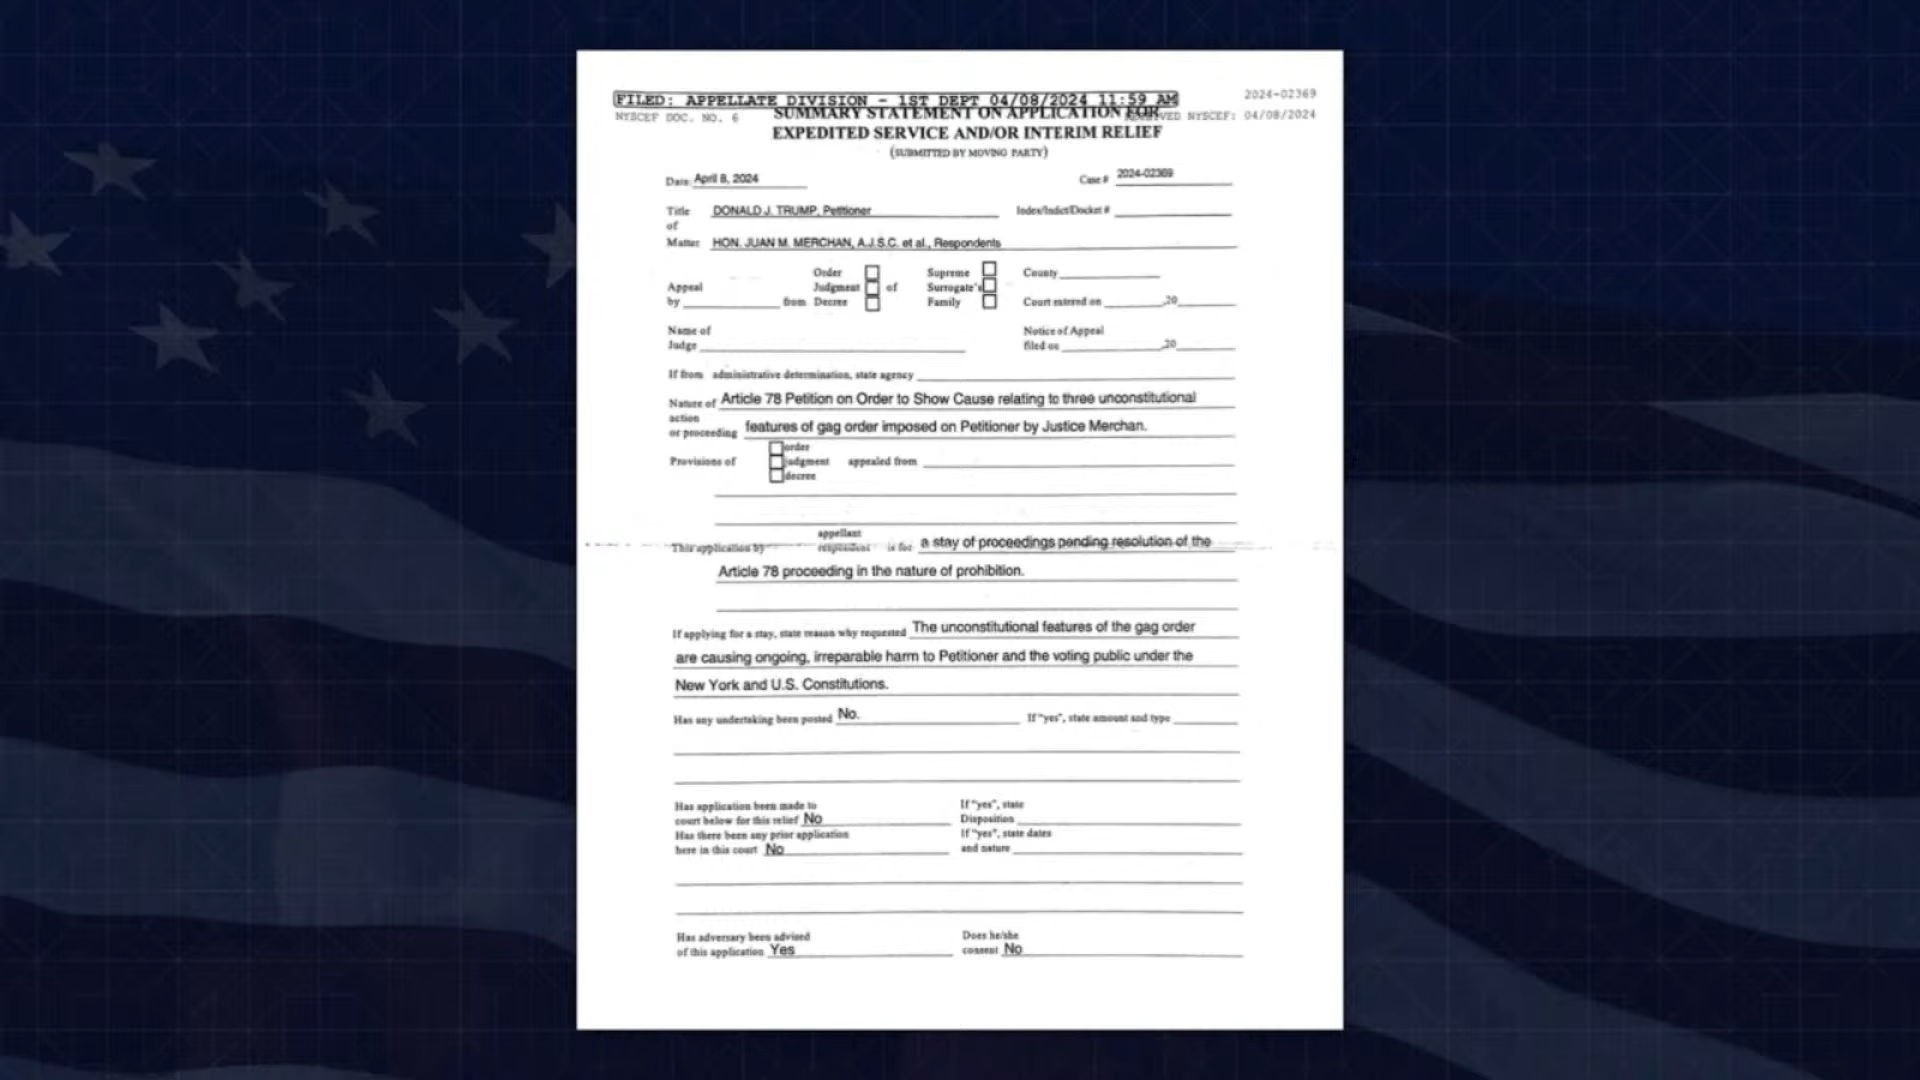 FILED: APPELLATE DIVISION - 1ST DEPT 04/08/2024 11:59 AM 2024-02369
NYSCEF DOC. NO. 6 NYSCEF: 04/08/2024
SUMMARY STATEMENT ON APPLICATION FOR
EXPEDITED SERVICE AND/OR INTERIM RELIEF
(SUBMITTED BY MOVING PARTY)
Date April 8, 2024 Case # 2024-02369
Title DONALD J. TRUMP, Petitioner Index/Indict/Docket #
of
Matter HON. JUAN M. MERCHAN, A.J.S.C. et al., Respondents
Order Supreme County
Appeal Judgment of Surrogate's
by from Decree Family Court entered on ,20
Name of Notice of Appeal
Judge filed on ,20
If from administrative determination, state agency
Nature of Article 78 Petition on Order to Show Cause relating to three unconstitutional
action
or proceeding features of gag order imposed on Petitioner by Justice Merchan.
order
Provisions of judgment appealed from
decree
appellant
This application by respondent is for a stay of proceedings pending resolution of the
Article 78 proceeding in the nature of prohibition.
If applying for a stay, state reason why requested The unconstitutional features of the gag order
are causing ongoing, irreparable harm to Petitioner and the voting public under the
New York and U.S. Constitutions.
Has any undertaking been posted No. If "yes", state amount and type
Has application been made to If "yes", state
court below for this relief No Disposition
Has there been any prior application If "yes", state dates
here in this court No and nature
Has adversary been advised Does he/she
of this application Yes consent No